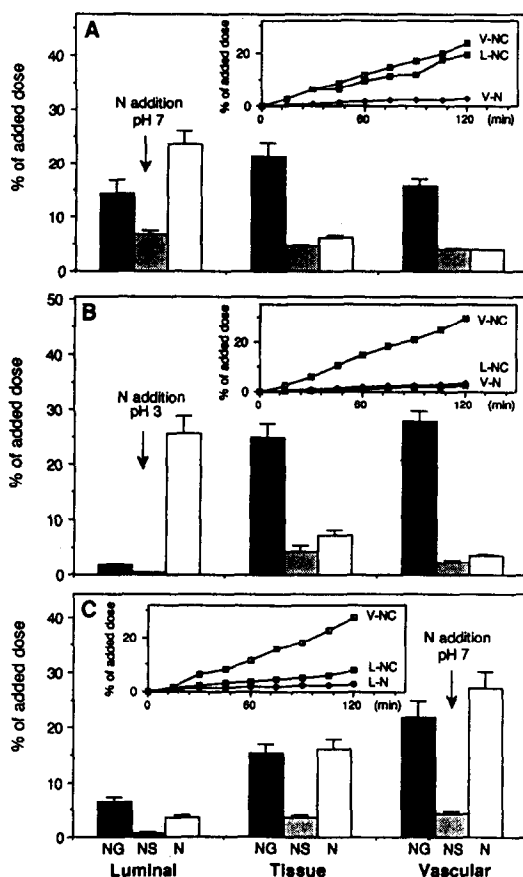 A
% of added dose
40
30
20
10
0
N addition
pH 7
% of added dose
20
0
V-NC
L-NC
V-N
0
60
120
(min)
B
% of added dose
50
40
30
20
10
0
N addition
pH 3
% of added dose
20
0
V-NC
L-NC
V-N
0
60
120
C
% of added dose
40
30
20
10
0
% of added dose
20
0
V-NC
L-NC
L-N
0
60
120
(min)
N addition
pH 7
NG NS N NG NS N NG NS N
Luminal Tissue Vascular